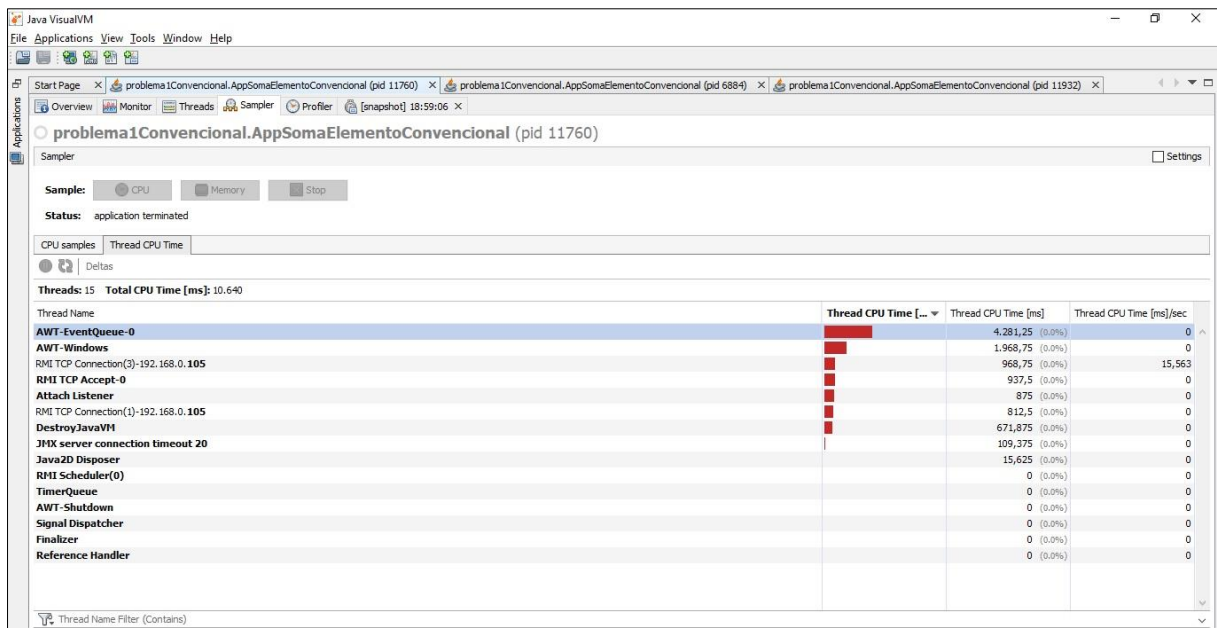 Java VisualVM
File Applications View Tools Window Help
Applications
Start Page problema1Convencional.AppSomaElementoConvencional (pid 11760) problema1Convencional.AppSomaElementoConvencional (pid 6884) problema1Convencional.AppSomaElementoConvencional (pid 11932)
Overview Monitor Threads Sampler Profiler [snapshot] 18:59:06
problema1Convencional.AppSomaElementoConvencional (pid 11760)
Sampler Settings
Sample: CPU Memory Stop
Status: application terminated
CPU samples Thread CPU Time
Deltas
Threads: 15 Total CPU Time [ms]: 10.640
Thread Name Thread CPU Time [... Thread CPU Time [ms] Thread CPU Time [ms]/sec
AWT-EventQueue-0 4.281,25 (0.0%) 0
AWT-Windows 1.968,75 (0.0%) 0
RMI TCP Connection(3)-192.168.0.105 968,75 (0.0%) 15,563
RMI TCP Accept-0 937,5 (0.0%) 0
Attach Listener 875 (0.0%) 0
RMI TCP Connection(1)-192.168.0.105 812,5 (0.0%) 0
DestroyJavaVM 671,875 (0.0%) 0
JMX server connection timeout 20 109,375 (0.0%) 0
Java2D Disposer 15,625 (0.0%) 0
RMI Scheduler(0) 0 (0.0%) 0
TimerQueue 0 (0.0%) 0
AWT-Shutdown 0 (0.0%) 0
Signal Dispatcher 0 (0.0%) 0
Finalizer 0 (0.0%) 0
Reference Handler 0 (0.0%) 0
Thread Name Filter (Contains)